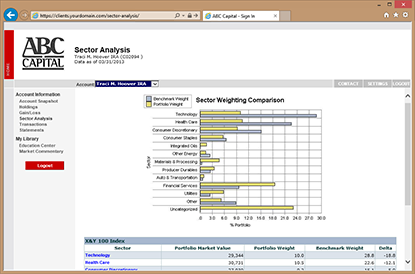 https://clients.yourdomain.com/sector-analysis/
ABC Capital - Sign In
HOME
ABC
CAPITAL
Sector Analysis
Traci M. Hoover IRA (C02094 )
Data as of 03/31/2013
Account Traci M. Hoover IRA
CONTACT SETTINGS LOGOUT
Account Information
Account Snapshot
Holdings
Gain/Loss
Sector Analysis
Transactions
Statements
My Library
Education Center
Market Commentary
Logout
Benchmark Weight
Portfolio Weight
Sector Weighting Comparison
Sector
Technology
Health Care
Consumer Discretionary
Consumer Staples
Integrated Oils
Other Energy
Materials & Processing
Producer Durables
Auto & Transportation
Financial Services
Utilities
Other
Uncategorized
0.0 3.0 6.0 9.0 12.0 15.0 18.0 21.0 24.0 27.0 30.0
% Portfolio
X&Y 100 Index
Sector Portfolio Market Value Portfolio Weight Benchmark Weight Delta
Technology 29,344 10.0 28.8 -18.8
Health Care 30,731 10.5 22.6 -12.1
Consumer Discretionary